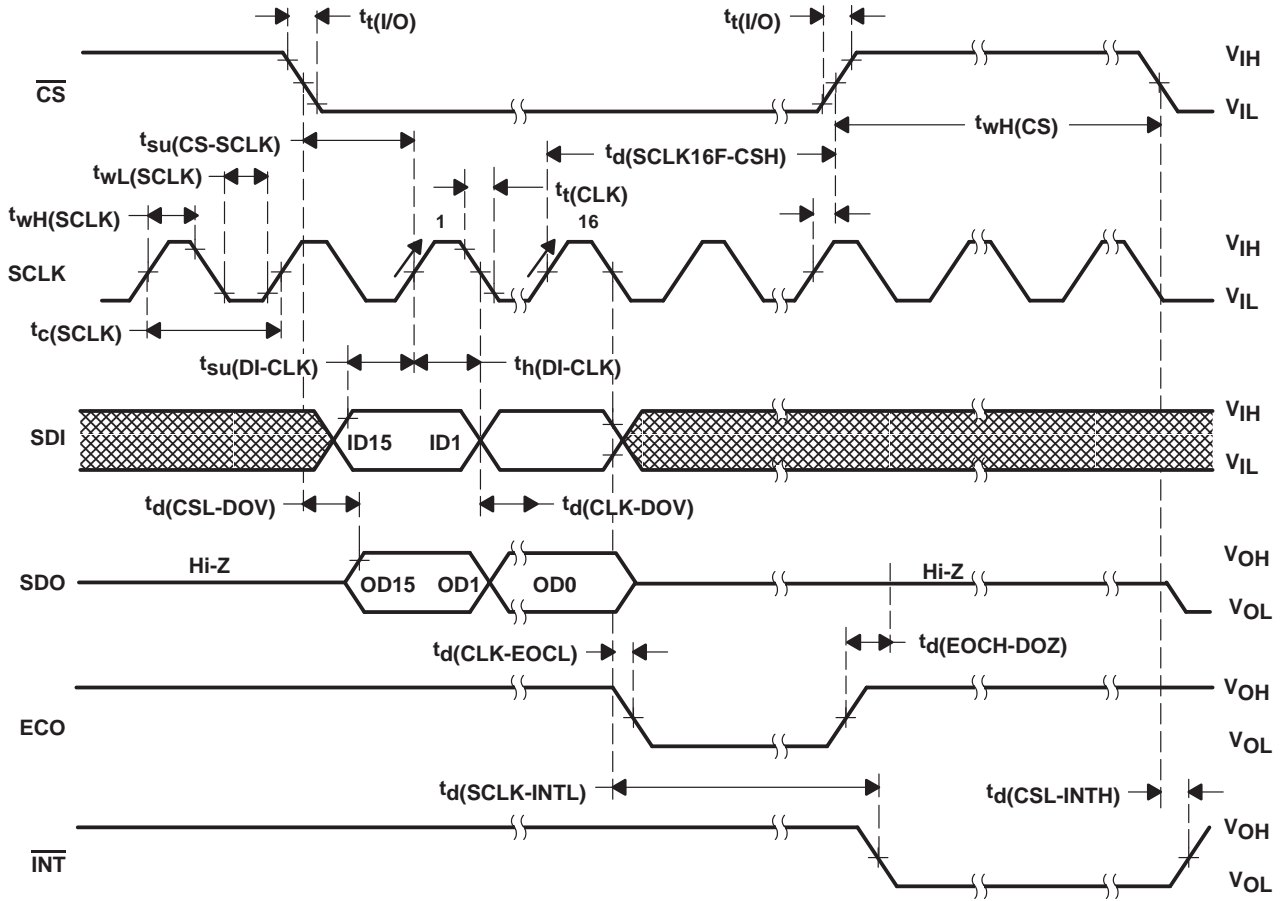 tt(I/O) tt(I/O)
CS VIH
VIL
twH(CS)
tsu(CS-SCLK) td(SCLK16F-CSH)
twL(SCLK) tt(CLK)
twH(SCLK) 1 16
SCLK VIH
VIL
tc(SCLK)
tsu(DI-CLK) th(DI-CLK)
SDI ID15 ID1 VIH
VIL
td(CSL-DOV) td(CLK-DOV)
SDO Hi-Z OD15 OD1 OD0 Hi-Z VOH
VOL
td(CLK-EOCL) td(EOCH-DOZ)
ECO VOH
VOL
td(SCLK-INTL) td(CSL-INTH)
INT VOH
VOL